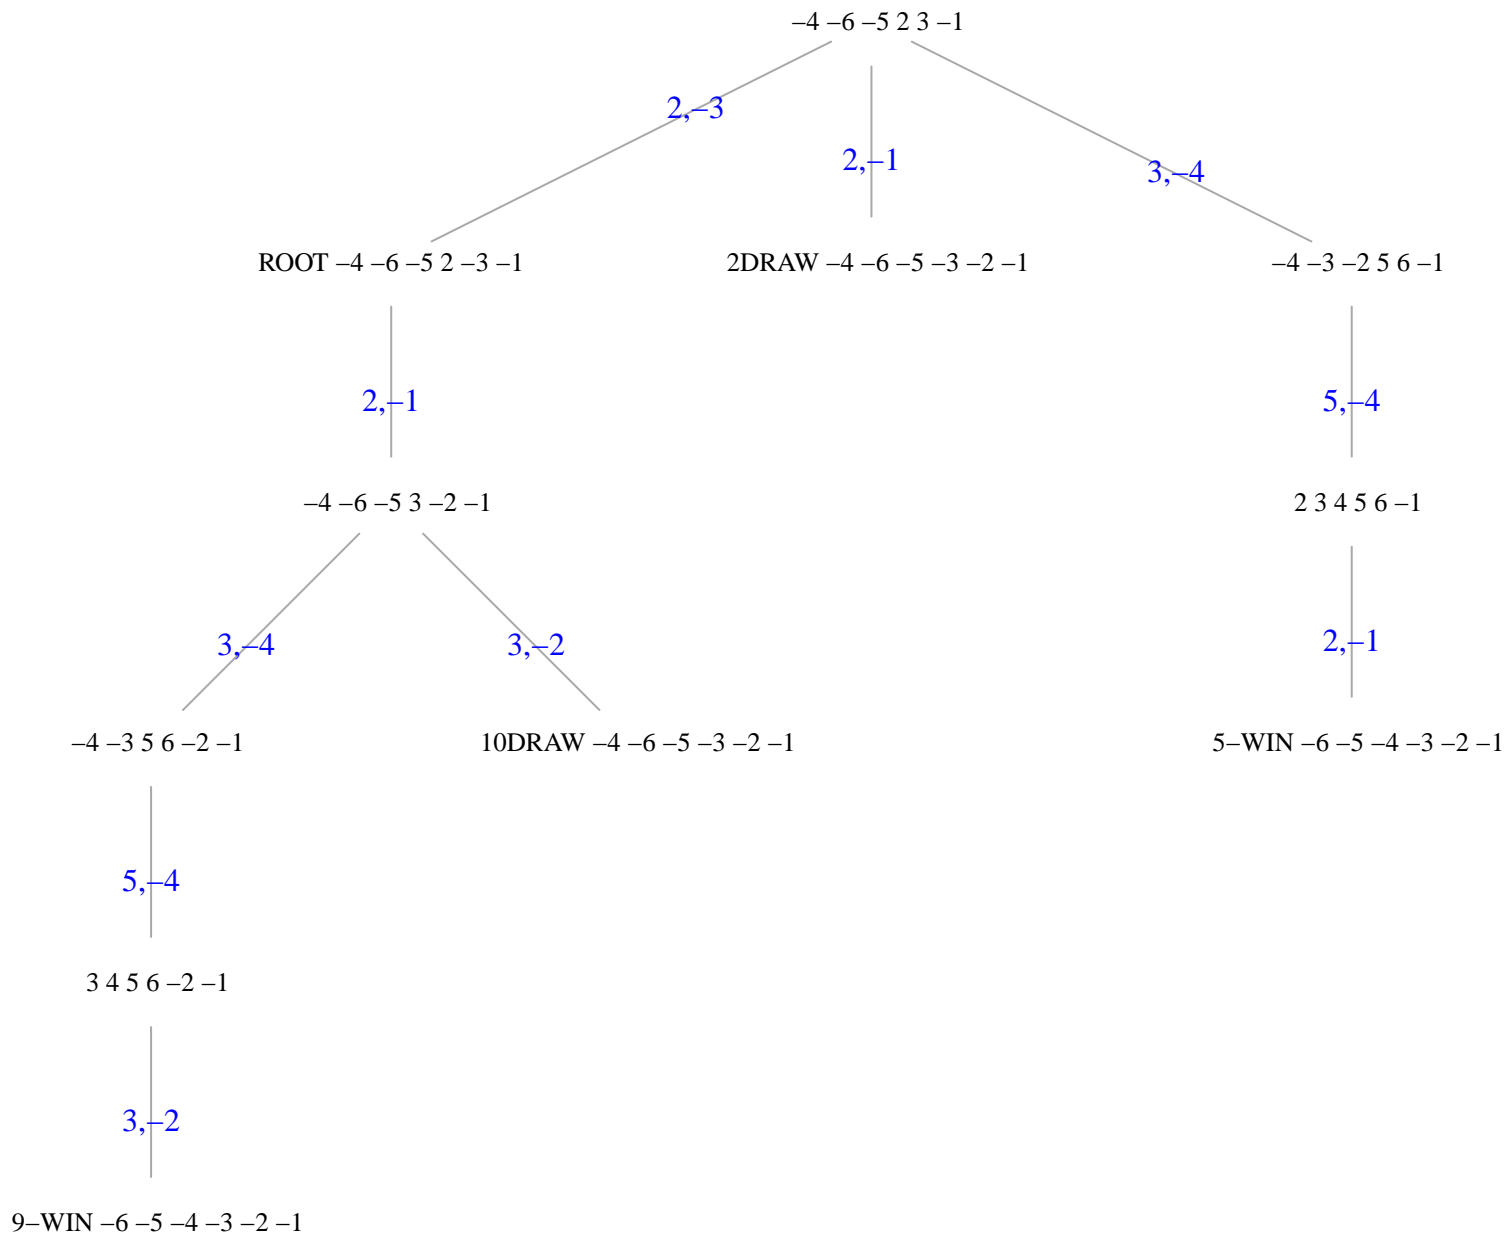 –4 –6 –5 2 3 –1
2,–3
2,–1
3,–4
ROOT –4 –6 –5 2 –3 –1
2DRAW –4 –6 –5 –3 –2 –1
–4 –3 –2 5 6 –1
2,–1
5,–4
–4 –6 –5 3 –2 –1
2 3 4 5 6 –1
3,–4
3,–2
2,–1
–4 –3 5 6 –2 –1
10DRAW –4 –6 –5 –3 –2 –1
5–WIN –6 –5 –4 –3 –2 –1
5,–4
3 4 5 6 –2 –1
3,–2
9–WIN –6 –5 –4 –3 –2 –1